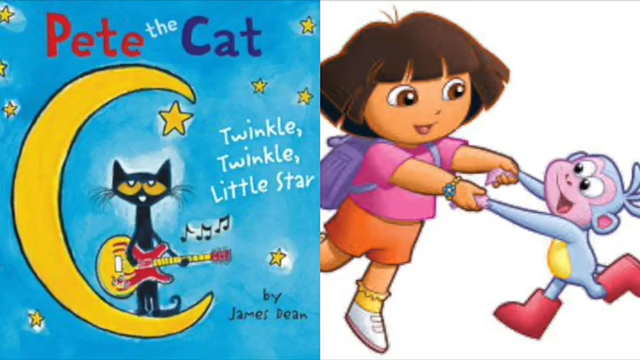 Pete the Cat
Twinkle,
Twinkle,
Little Star
by
James Dean